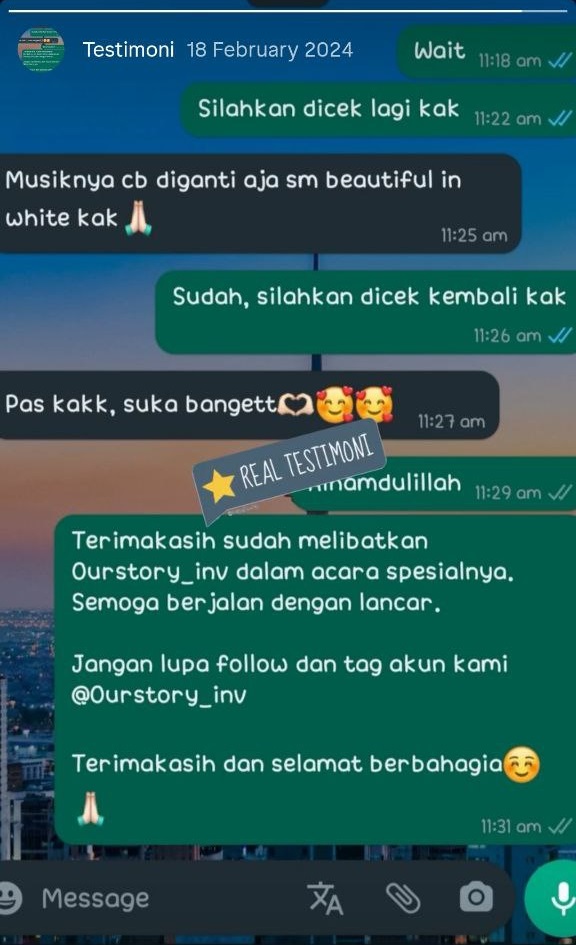 Testimoni 18 February 2024
Wait 11:18 am
Silahkan dicek lagi kak 11:22 am
Musiknya cb diganti aja sm beautiful in
white kak
11:25 am
Sudah, silahkan dicek kembali kak
11:26 am
Pas kakk, suka bangett
11:27 am
REAL TESTIMONI
11:29 am
Terimakasih sudah melibatkan
Ourstory_inv dalam acara spesialnya.
Semoga berjalan dengan lancar.
Jangan lupa follow dan tag akun kami
@Ourstory_inv
Terimakasih dan selamat berbahagia
11:31 am
Message